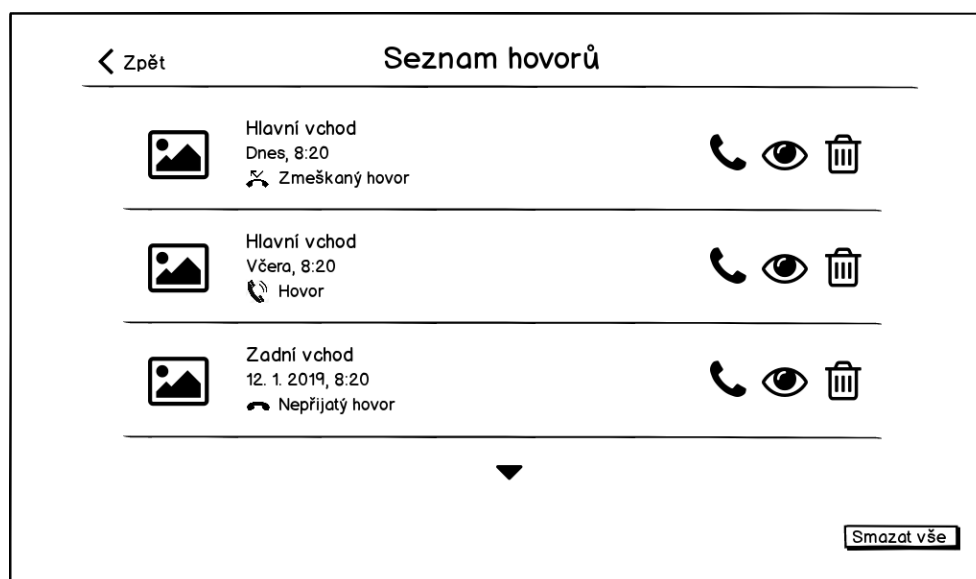 Zpět
Seznam hovorů
Hlavní vchod
Dnes, 8:20
Zmeškaný hovor
Hlavní vchod
Včera, 8:20
Hovor
Zadní vchod
12. 1. 2019, 8:20
Nepřijatý hovor
Smazat vše